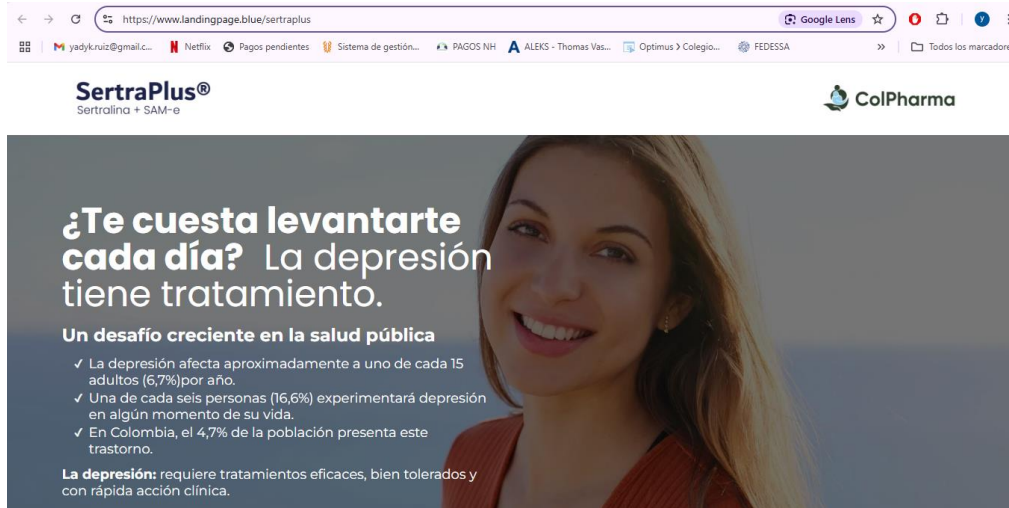 https://www.landingpage.blue/sertraplus
Google Lens
yadyk.ruiz@gmail.c...
Netflix
Pagos pendientes
Sistema de gestión...
PAGOS NH
ALEKS - Thomas Vas...
Optimus > Colegio...
FEDESSA
»
Todos los marcadore
SertraPlus®
Sertralina + SAM-e
ColPharma
¿Te cuesta levantarte
cada día? La depresión
tiene tratamiento.
Un desafío creciente en la salud pública
✓ La depresión afecta aproximadamente a uno de cada 15
adultos (6,7%)por año.
✓ Una de cada seis personas (16,6%) experimentará depresión
en algún momento de su vida.
✓ En Colombia, el 4,7% de la población presenta este
trastorno.
La depresión: requiere tratamientos eficaces, bien tolerados y
con rápida acción clínica.